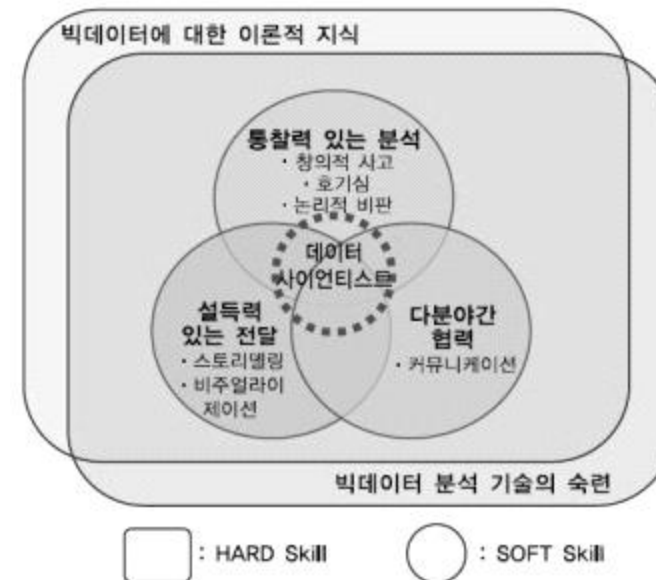 빅데이터에 대한 이론적 지식
통찰력 있는 분석
· 창의적 사고
· 호기심
· 논리적 비판
데이터
사이언티스트
설득력
있는 전달
· 스토리델링
· 비주얼라이
제이션
다분야간
협력
· 커뮤니케이션
빅데이터 분석 기술의 숙련
: HARD Skill
: SOFT Skill